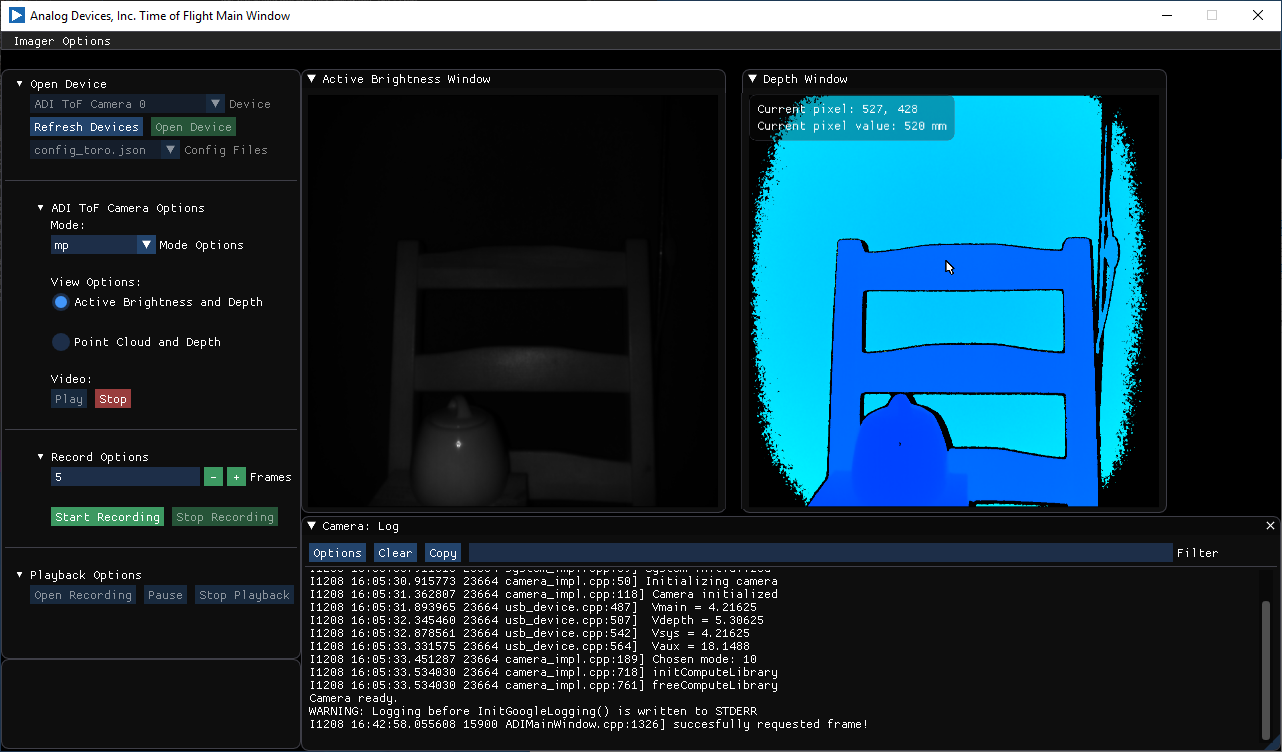 Analog Devices, Inc. Time of Flight Main Window
Imager Options
Open Device
ADI ToF Camera 0 Device
Refresh Devices Open Device
config_toro.json Config Files
ADI ToF Camera Options
Mode:
mp Mode Options
View Options:
Active Brightness and Depth
Point Cloud and Depth
Video:
Play Stop
Record Options
5 - + Frames
Start Recording Stop Recording
Playback Options
Open Recording Pause Stop Playback
Active Brightness Window
Depth Window
Current pixel: 527, 428
Current pixel value: 520 mm
Camera: Log
Options Clear Copy Filter
I1208 16:05:30.915773 23664 camera_impl.cpp:50] Initializing camera
I1208 16:05:31.362807 23664 camera_impl.cpp:118] Camera initialized
I1208 16:05:31.893965 23664 usb_device.cpp:487] Vmain = 4.21625
I1208 16:05:32.345460 23664 usb_device.cpp:507] Vdepth = 5.30625
I1208 16:05:32.878561 23664 usb_device.cpp:542] Vsys = 4.21625
I1208 16:05:33.331575 23664 usb_device.cpp:564] Vaux = 18.1488
I1208 16:05:33.451287 23664 camera_impl.cpp:189] Chosen mode: 10
I1208 16:05:33.534030 23664 camera_impl.cpp:718] initComputeLibrary
I1208 16:05:33.534030 23664 camera_impl.cpp:761] freeComputeLibrary
Camera ready.
WARNING: Logging before InitGoogleLogging() is written to STDERR
I1208 16:42:58.055608 15900 ADIMainWindow.cpp:1326] succesfully requested frame!